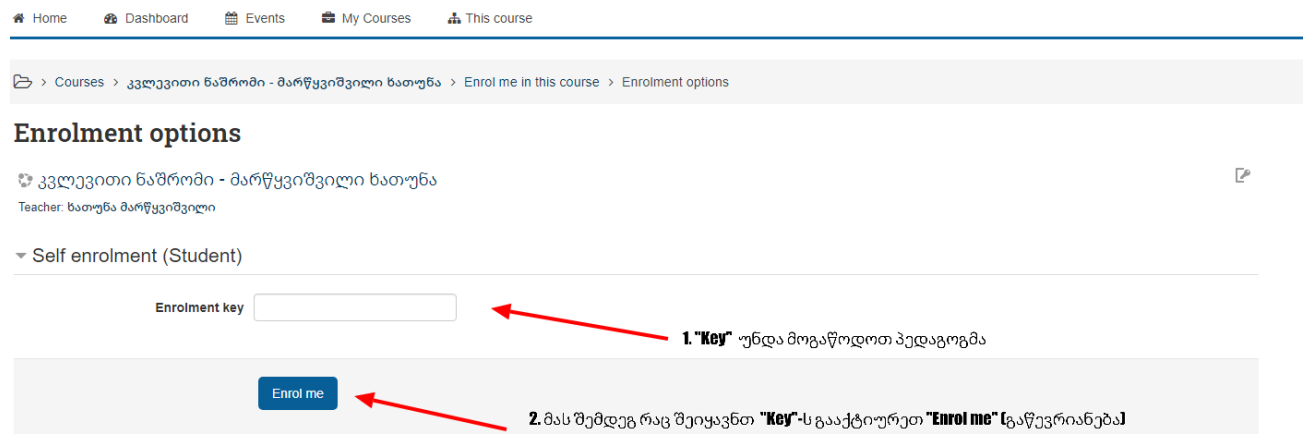 Home Dashboard Events My Courses This course
> Courses > კვლევითი ნაშრომი - მარწყვიშვილი ხათუნა > Enrol me in this course > Enrolment options
Enrolment options
კვლევითი ნაშრომი - მარწყვიშვილი ხათუნა
Teacher: ხათუნა მარწყვიშვილი
Self enrolment (Student)
Enrolment key
1. "Key" უნდა მოგაწოდოთ პედაგოგმა
Enrol me
2. მას შემდეგ რაც შეიყავნთ "Key"-ს გააქტიურეთ "Enrol me" (გაწევრიანება)